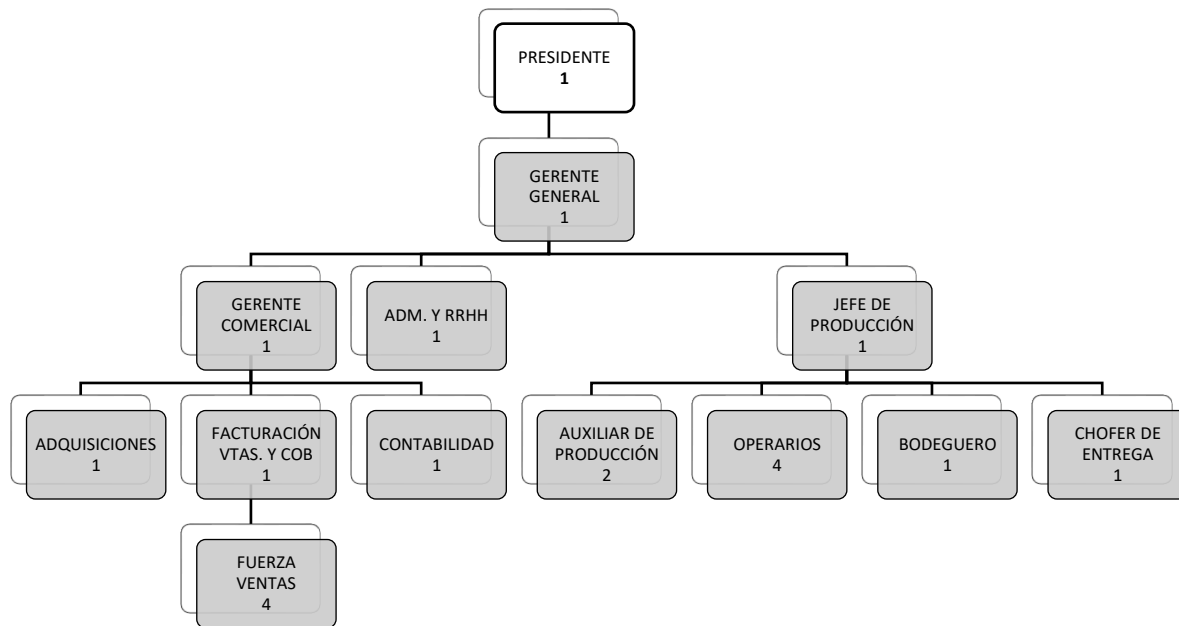 PRESIDENTE
1
GERENTE
GENERAL
1
GERENTE
COMERCIAL
1
ADM. Y RRHH
1
JEFE DE
PRODUCCIÓN
1
ADQUISICIONES
1
FACTURACIÓN
VTAS. Y COB
1
CONTABILIDAD
1
AUXILIAR DE
PRODUCCIÓN
2
OPERARIOS
4
BODEGUERO
1
CHOFER DE
ENTREGA
1
FUERZA
VENTAS
4